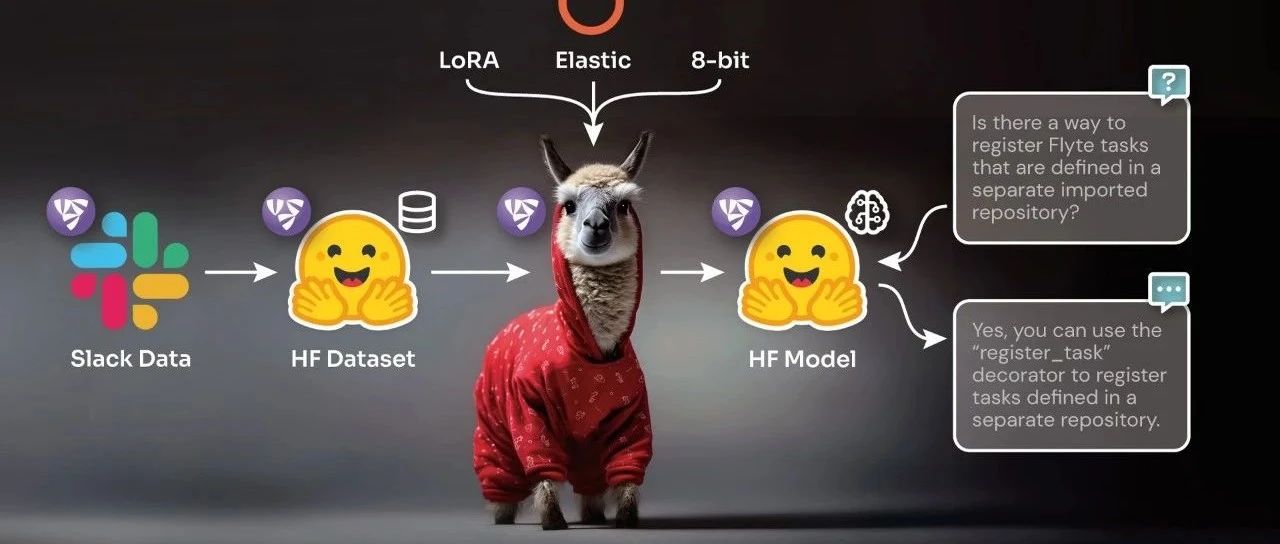 LoRA
Elastic
8-bit
?
Is there a way to
register Flyte tasks
that are defined in a
separate imported
repository?
Slack Data
HF Dataset
HF Model
Yes, you can use the
“register_task”
decorator to register
tasks defined in a
separate repository.